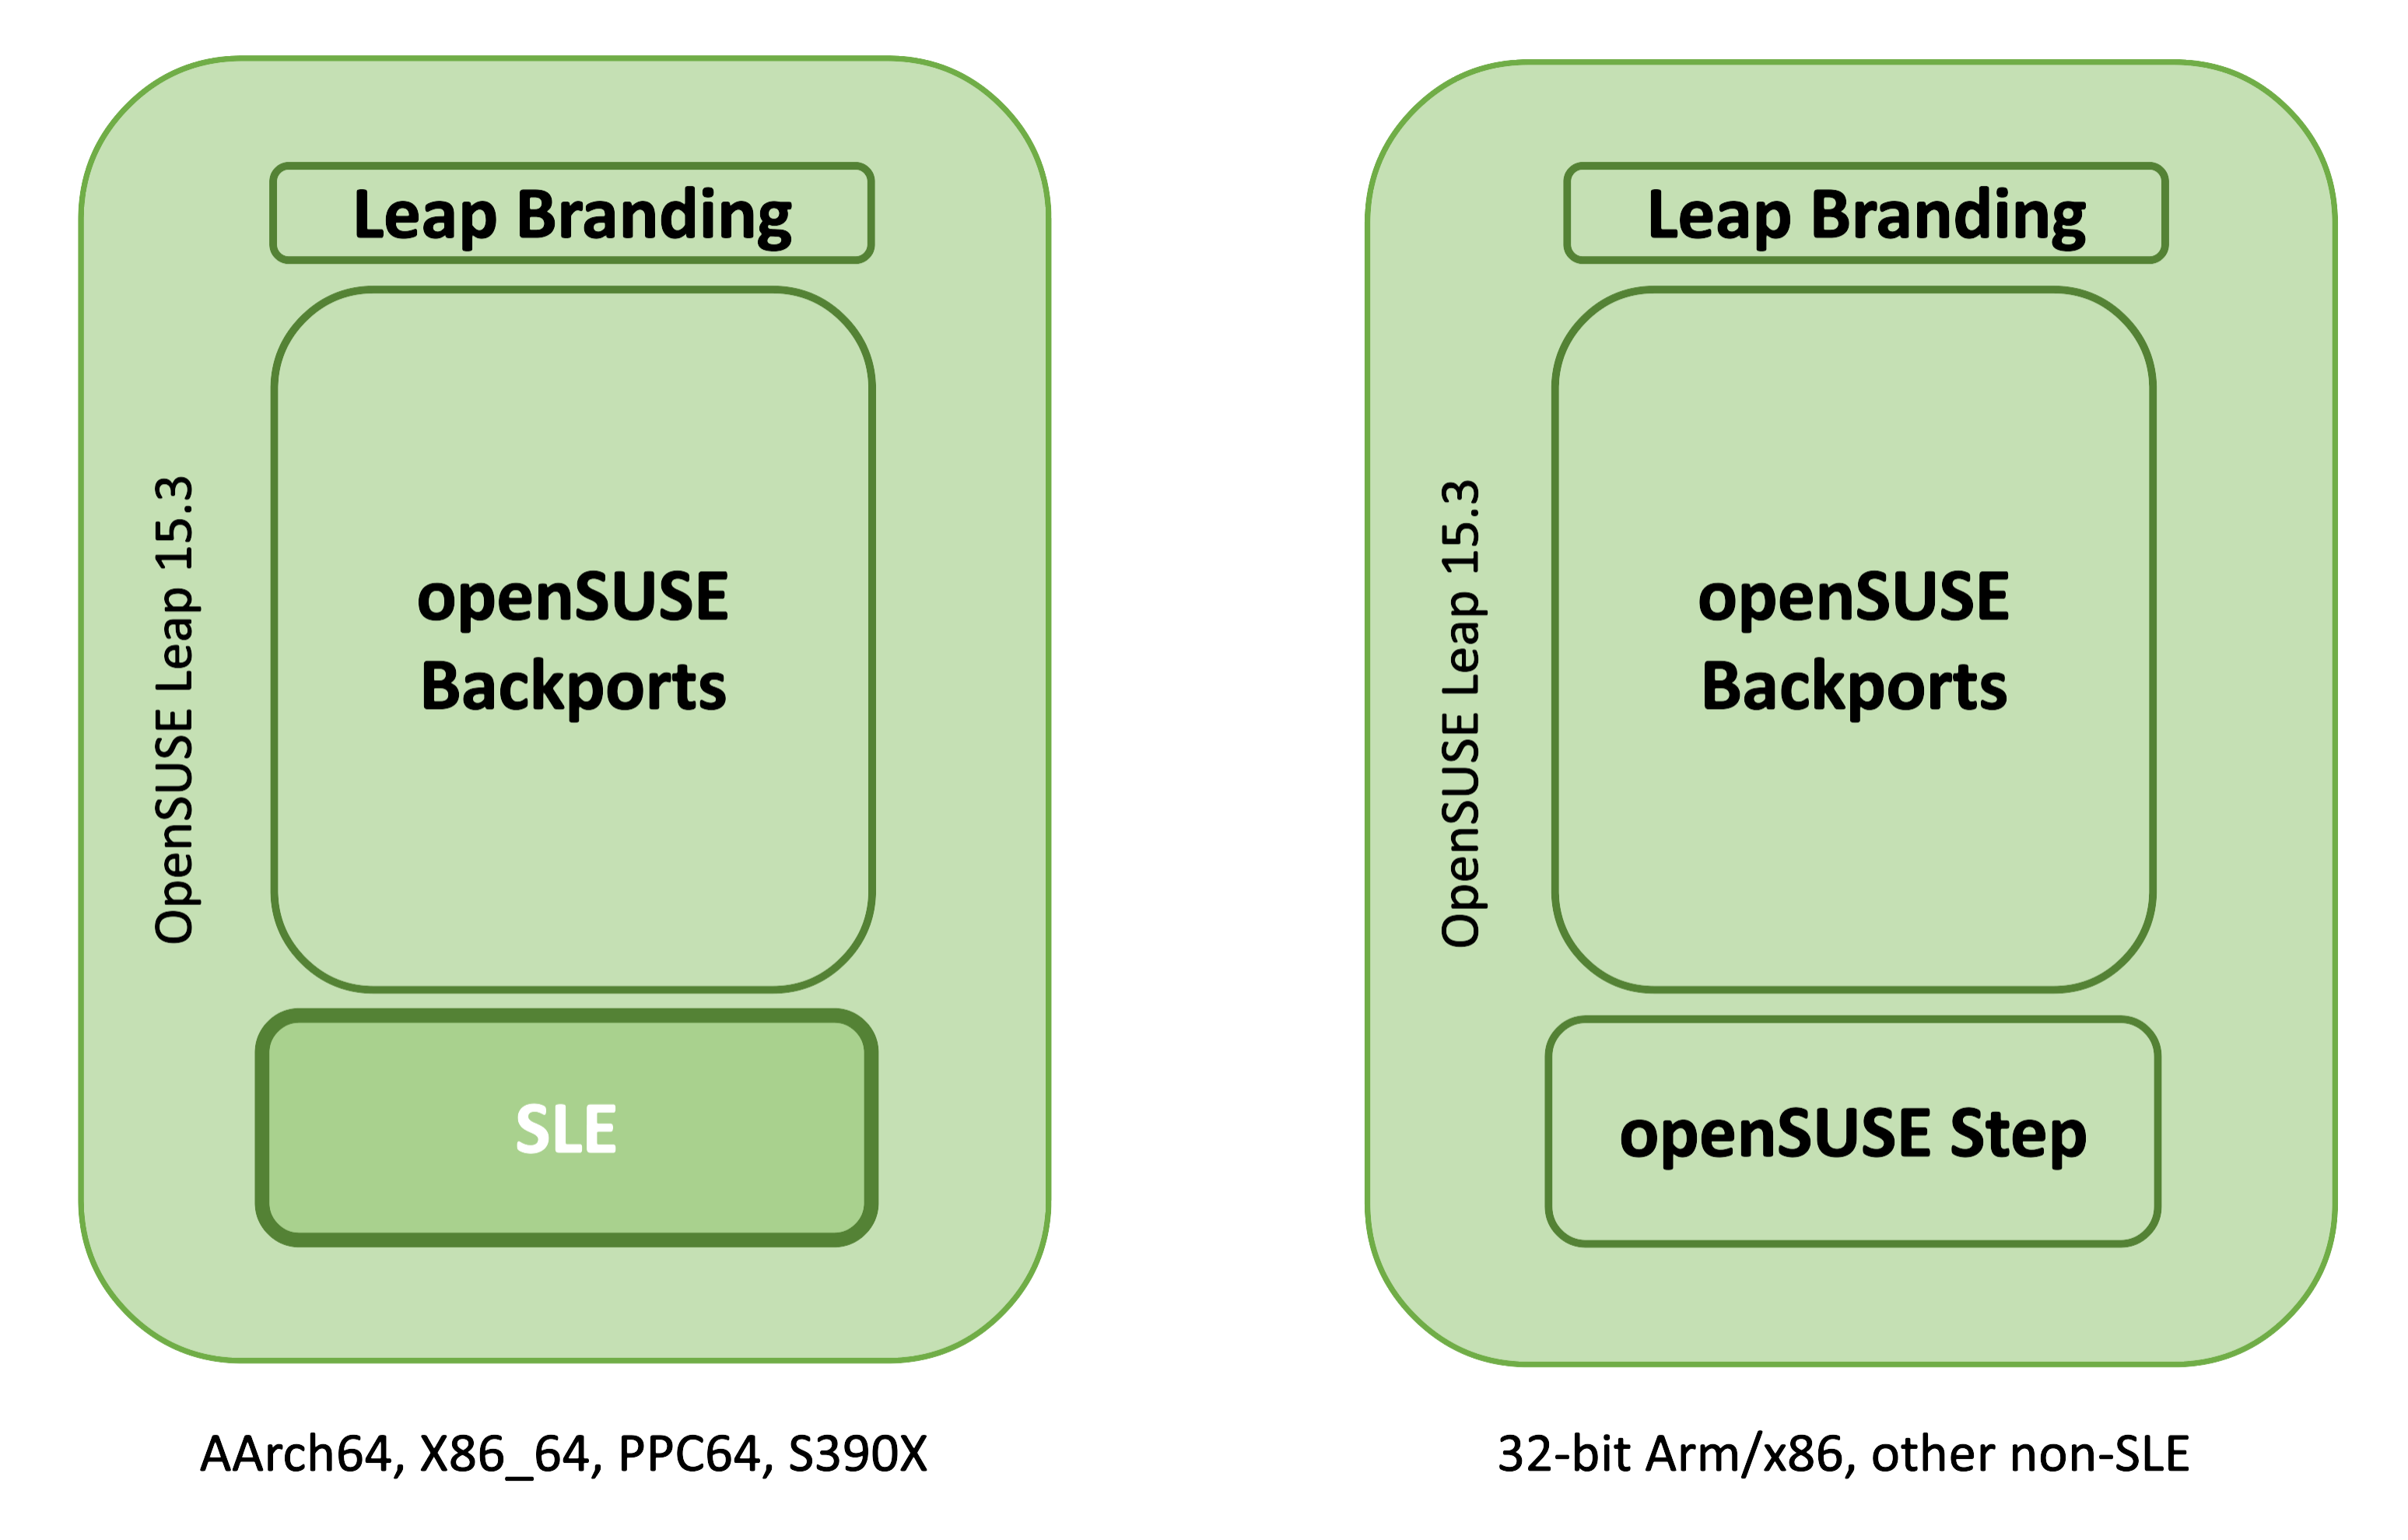 Leap Branding
openSUSE
Backports
SLE
OpenSUSE Leap 15.3
AArch64, X86_64, PPC64, S390X
Leap Branding
openSUSE
Backports
openSUSE Step
OpenSUSE Leap 15.3
32-bit Arm/x86, other non-SLE